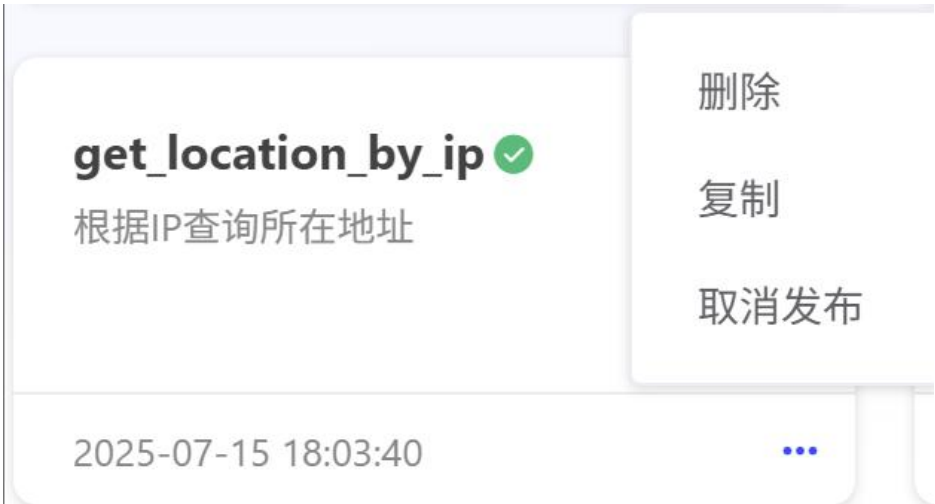 get_location_by_ip
根据IP查询所在地址
2025-07-15 18:03:40
删除
复制
取消发布